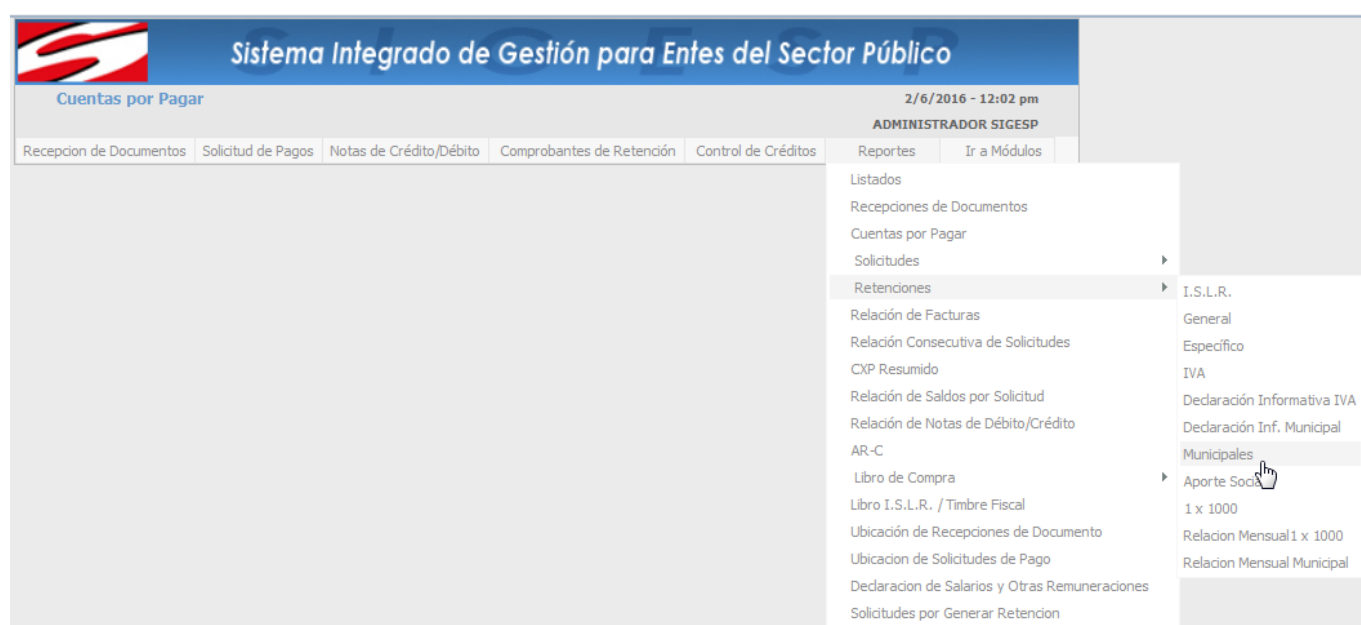 SIGESP
Sistema Integrado de Gestión para Entes del Sector Público
Cuentas por Pagar
2/6/2016 - 12:02 pm
ADMINISTRADOR SIGESP
Recepcion de Documentos Solicitud de Pagos Notas de Crédito/Débito Comprobantes de Retención Control de Créditos Reportes Ir a Módulos
Listados
Recepciones de Documentos
Cuentas por Pagar
Solicitudes
Retenciones
Relación de Facturas
Relación Consecutiva de Solicitudes
CXP Resumido
Relación de Saldos por Solicitud
Relación de Notas de Débito/Crédito
AR-C
Libro de Compra
Libro I.S.L.R. / Timbre Fiscal
Ubicación de Recepciones de Documento
Ubicacion de Solicitudes de Pago
Declaracion de Salarios y Otras Remuneraciones
Solicitudes por Generar Retencion
I.S.L.R.
General
Específico
IVA
Declaración Informativa IVA
Declaración Inf. Municipal
Municipales
Aporte Social
1 x 1000
Relacion Mensual1 x 1000
Relacion Mensual Municipal